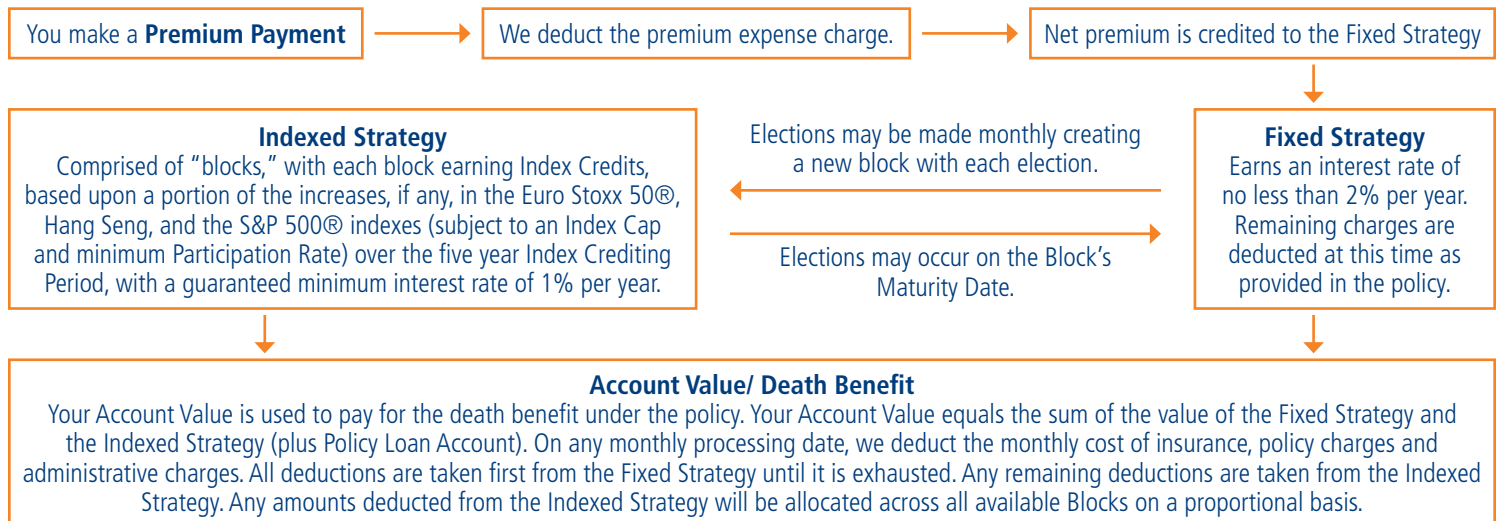 You make a Premium Payment
We deduct the premium expense charge.
Net premium is credited to the Fixed Strategy
Indexed Strategy
Comprised of “blocks,” with each block earning Index Credits,
based upon a portion of the increases, if any, in the Euro Stoxx 50®,
Hang Seng, and the S&P 500® indexes (subject to an Index Cap
and minimum Participation Rate) over the five year Index Crediting
Period, with a guaranteed minimum interest rate of 1% per year.
Elections may be made monthly creating
a new block with each election.
Elections may occur on the Block’s
Maturity Date.
Fixed Strategy
Earns an interest rate of
no less than 2% per year.
Remaining charges are
deducted at this time as
provided in the policy.
Account Value/ Death Benefit
Your Account Value is used to pay for the death benefit under the policy. Your Account Value equals the sum of the value of the Fixed Strategy and
the Indexed Strategy (plus Policy Loan Account). On any monthly processing date, we deduct the monthly cost of insurance, policy charges and
administrative charges. All deductions are taken first from the Fixed Strategy until it is exhausted. Any remaining deductions are taken from the Indexed
Strategy. Any amounts deducted from the Indexed Strategy will be allocated across all available Blocks on a proportional basis.